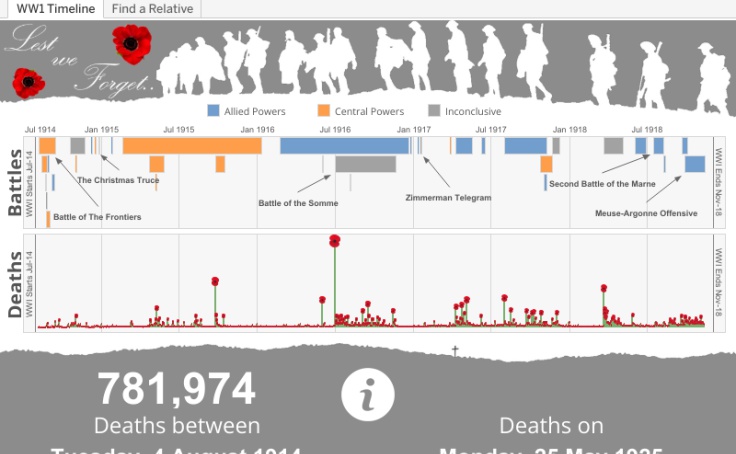 WW1 Timeline
Find a Relative
Lest
we
Forget..
Allied Powers
Central Powers
Inconclusive
Jul 1914
Jan 1915
Jul 1915
Jan 1916
Jul 1916
Jan 1917
Jul 1917
Jan 1918
Jul 1918
Battles
WWI Starts Jul-14
The Christmas Truce
Battle of The Frontiers
Battle of the Somme
Zimmerman Telegram
Second Battle of the Marne
Meuse-Argonne Offensive
WWI Ends Nov-18
Deaths
WWI Starts Jul-14
WWI Ends Nov-18
781,974
i
Deaths between
Deaths on
Tuesday, 4 August 1914
Monday, 25 May 1925